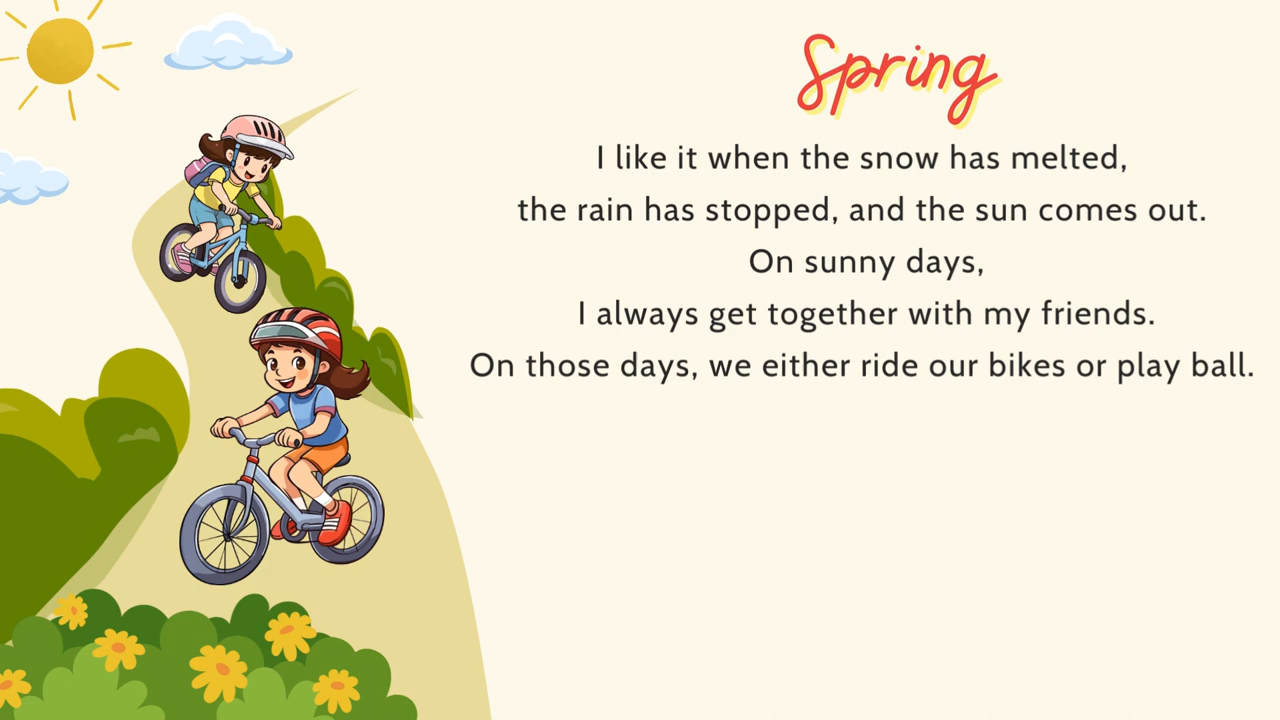 Spring
I like it when the snow has melted,
the rain has stopped, and the sun comes out.
On sunny days,
I always get together with my friends.
On those days, we either ride our bikes or play ball.